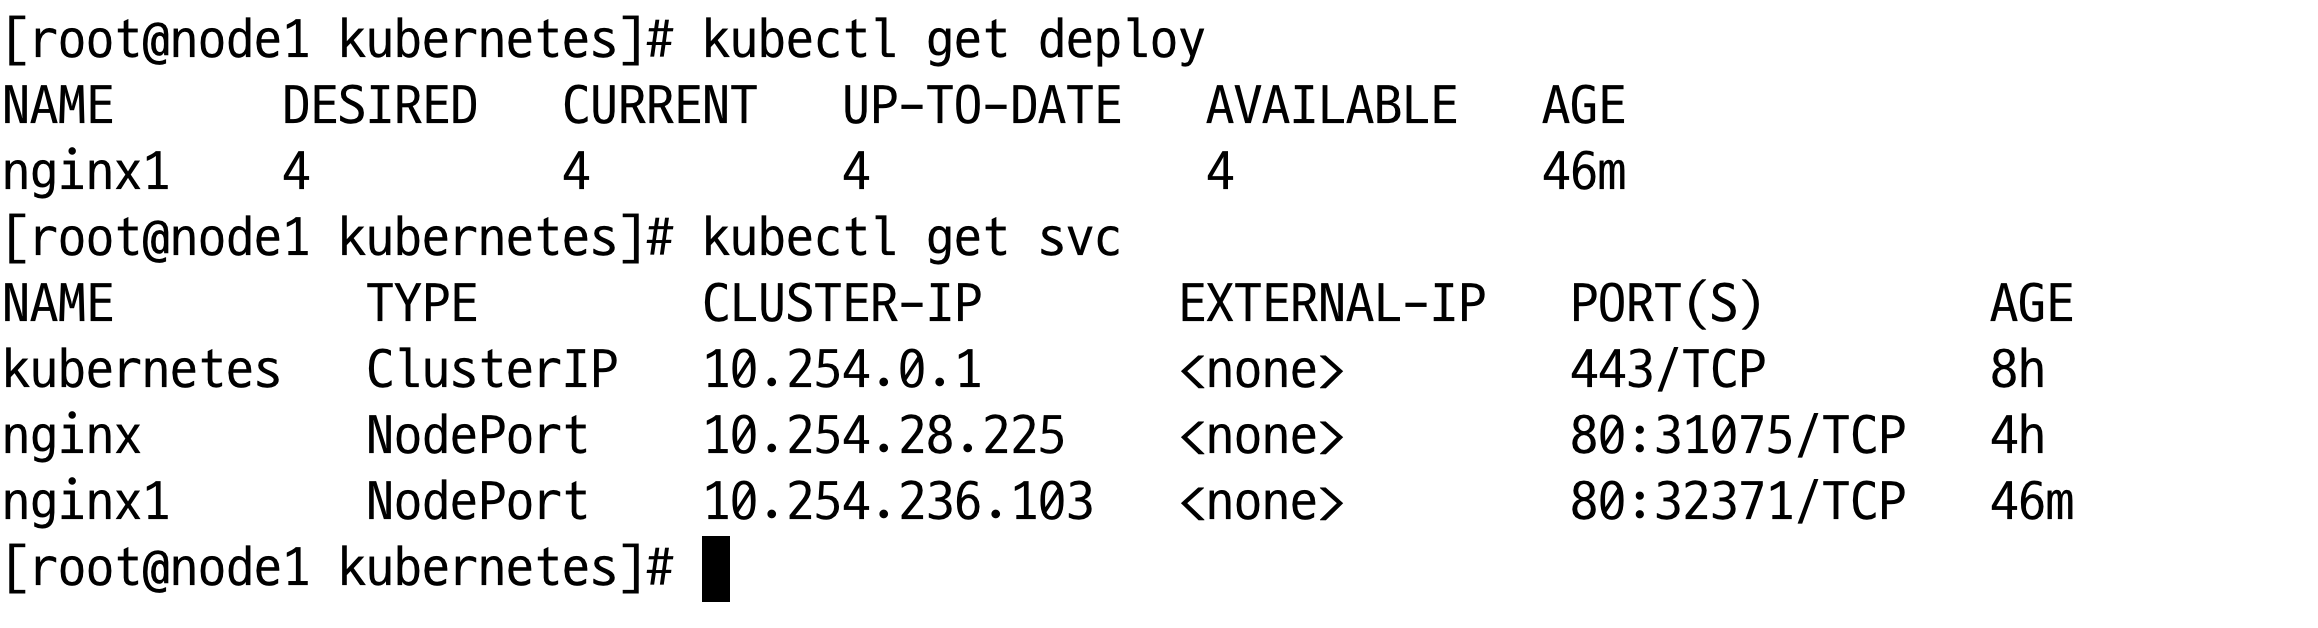 [root@node1 kubernetes]# kubectl get deploy
NAME      DESIRED   CURRENT   UP-TO-DATE   AVAILABLE   AGE
nginx1    4         4         4            4           46m
[root@node1 kubernetes]# kubectl get svc
NAME         TYPE        CLUSTER-IP       EXTERNAL-IP   PORT(S)        AGE
kubernetes   ClusterIP   10.254.0.1       <none>        443/TCP        8h
nginx        NodePort    10.254.28.225    <none>        80:31075/TCP   4h
nginx1       NodePort    10.254.236.103   <none>        80:32371/TCP   46m
[root@node1 kubernetes]#